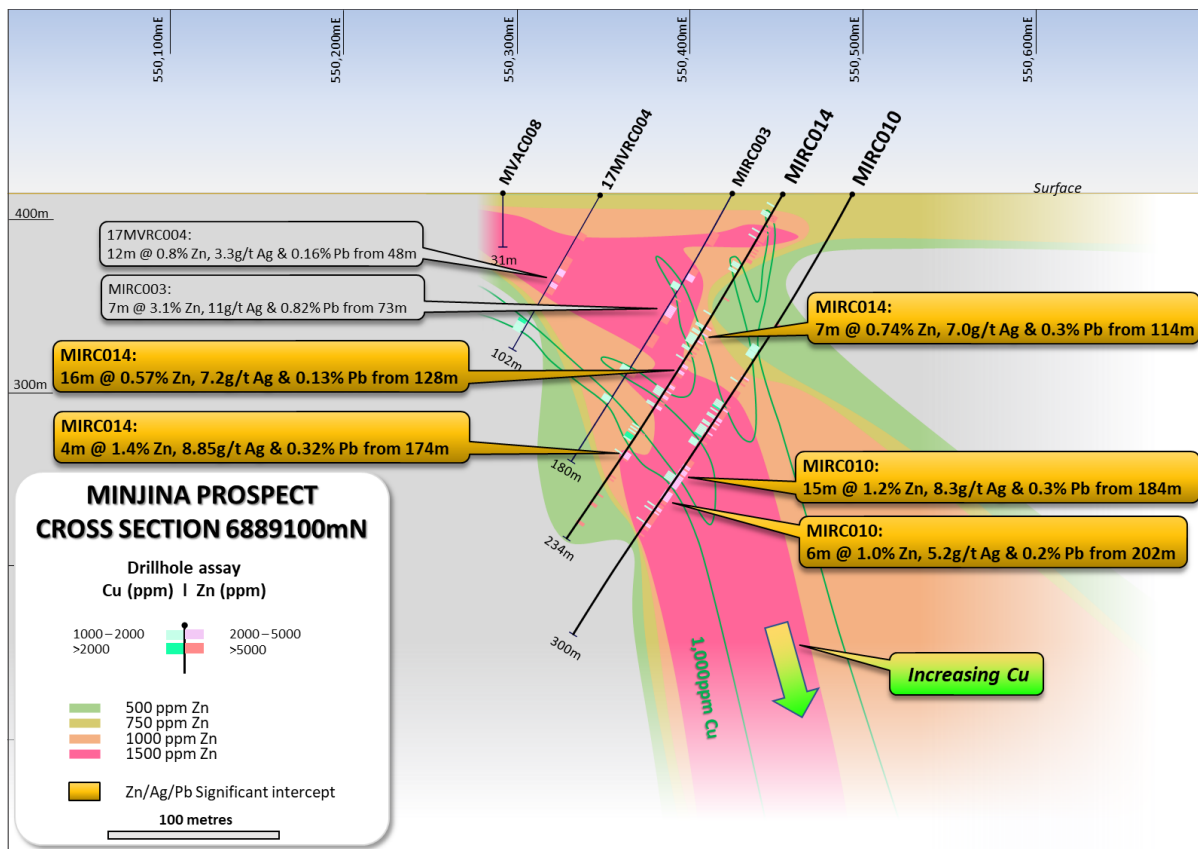 550,100mE
550,200mE
550,300mE
550,400mE
550,500mE
550,600mE
MVAC008
17MVRC004
MIRC003
MIRC014
MIRC010
Surface
400m
300m
31m
102m
180m
234m
300m
17MVRC004:
12m @ 0.8% Zn, 3.3g/t Ag & 0.16% Pb from 48m
MIRC003:
7m @ 3.1% Zn, 11g/t Ag & 0.82% Pb from 73m
MIRC014:
7m @ 0.74% Zn, 7.0g/t Ag & 0.3% Pb from 114m
MIRC014:
16m @ 0.57% Zn, 7.2g/t Ag & 0.13% Pb from 128m
MIRC014:
4m @ 1.4% Zn, 8.85g/t Ag & 0.32% Pb from 174m
MIRC010:
15m @ 1.2% Zn, 8.3g/t Ag & 0.3% Pb from 184m
MIRC010:
6m @ 1.0% Zn, 5.2g/t Ag & 0.2% Pb from 202m
1,000ppm Cu
Increasing Cu
MINJINA PROSPECT
CROSS SECTION 6889100mN
Drillhole assay
Cu (ppm) I Zn (ppm)
1000 – 2000
>2000
2000 – 5000
>5000
500 ppm Zn
750 ppm Zn
1000 ppm Zn
1500 ppm Zn
Zn/Ag/Pb Significant intercept
100 metres